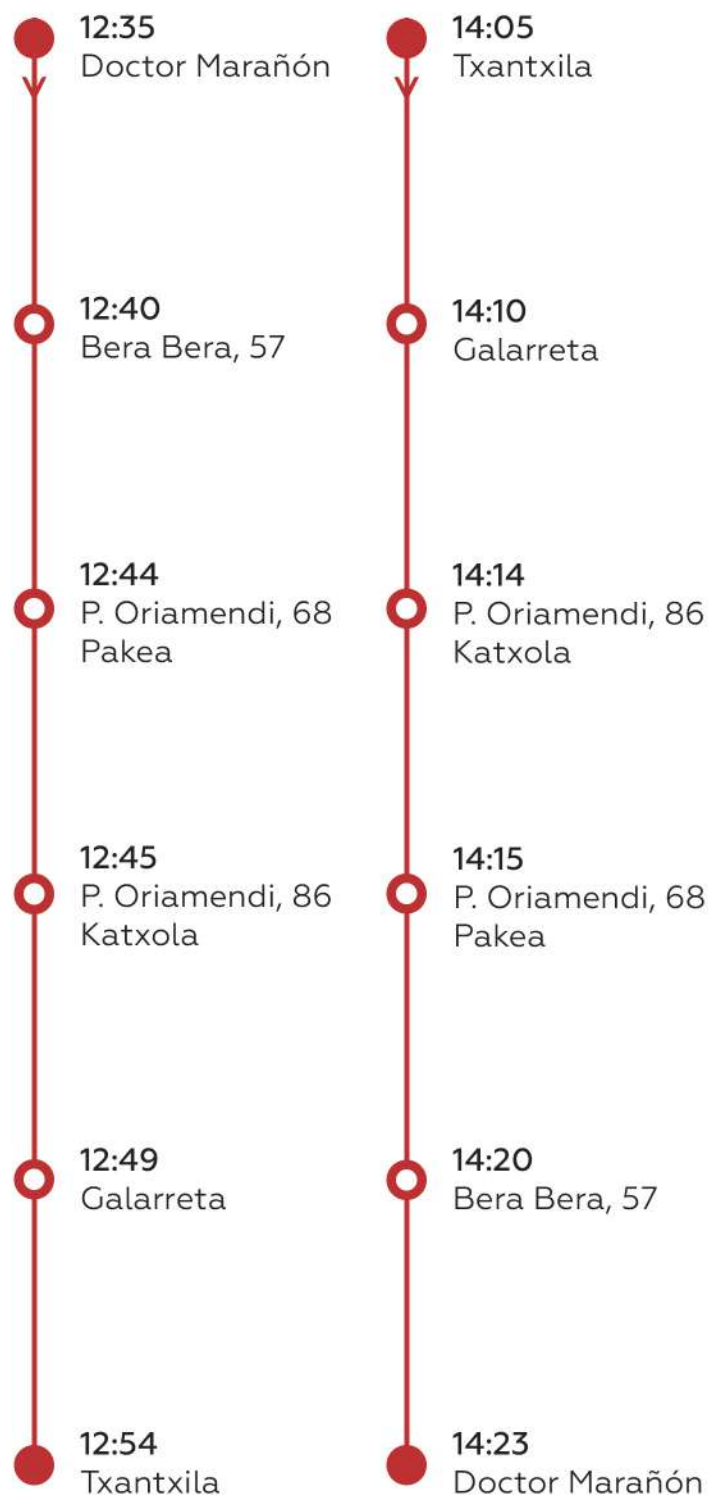 12:35
Doctor Marañón
12:40
Bera Bera, 57
12:44
P. Oriamendi, 68
Pakea
12:45
P. Oriamendi, 86
Katxola
12:49
Galarreta
12:54
Txantxila
14:05
Txantxila
14:10
Galarreta
14:14
P. Oriamendi, 86
Katxola
14:15
P. Oriamendi, 68
Pakea
14:20
Bera Bera, 57
14:23
Doctor Marañón